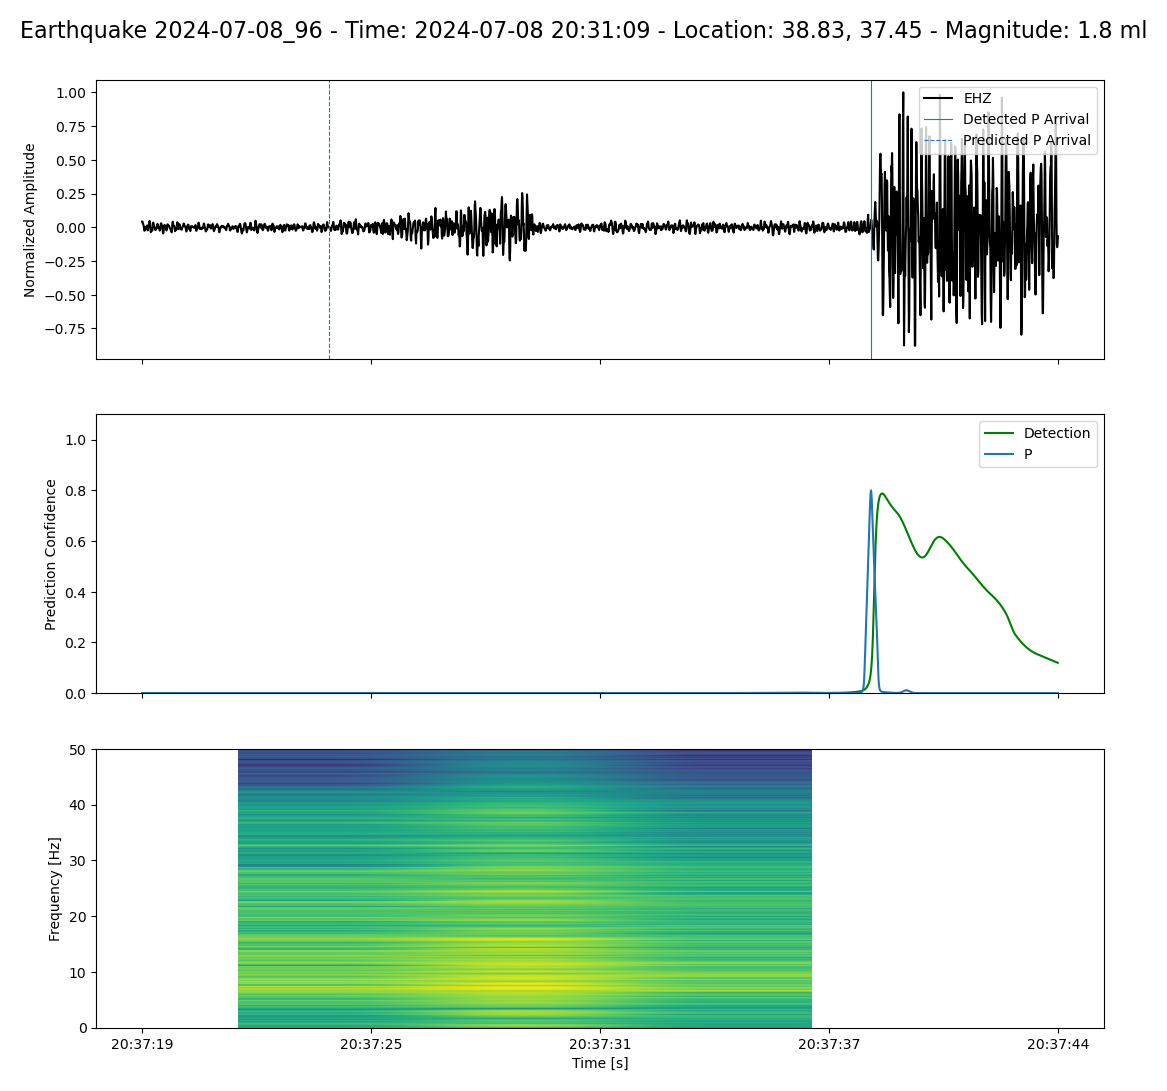 Earthquake 2024-07-08_96 - Time: 2024-07-08 20:31:09 - Location: 38.83, 37.45 - Magnitude: 1.8 ml
Normalized Amplitude
1.00
0.75
0.50
0.25
0.00
−0.25
−0.50
−0.75
EHZ
Detected P Arrival
Predicted P Arrival
Prediction Confidence
1.0
0.8
0.6
0.4
0.2
0.0
Detection
P
Frequency [Hz]
50
40
30
20
10
0
20:37:19 20:37:25 20:37:31 20:37:37 20:37:44
Time [s]